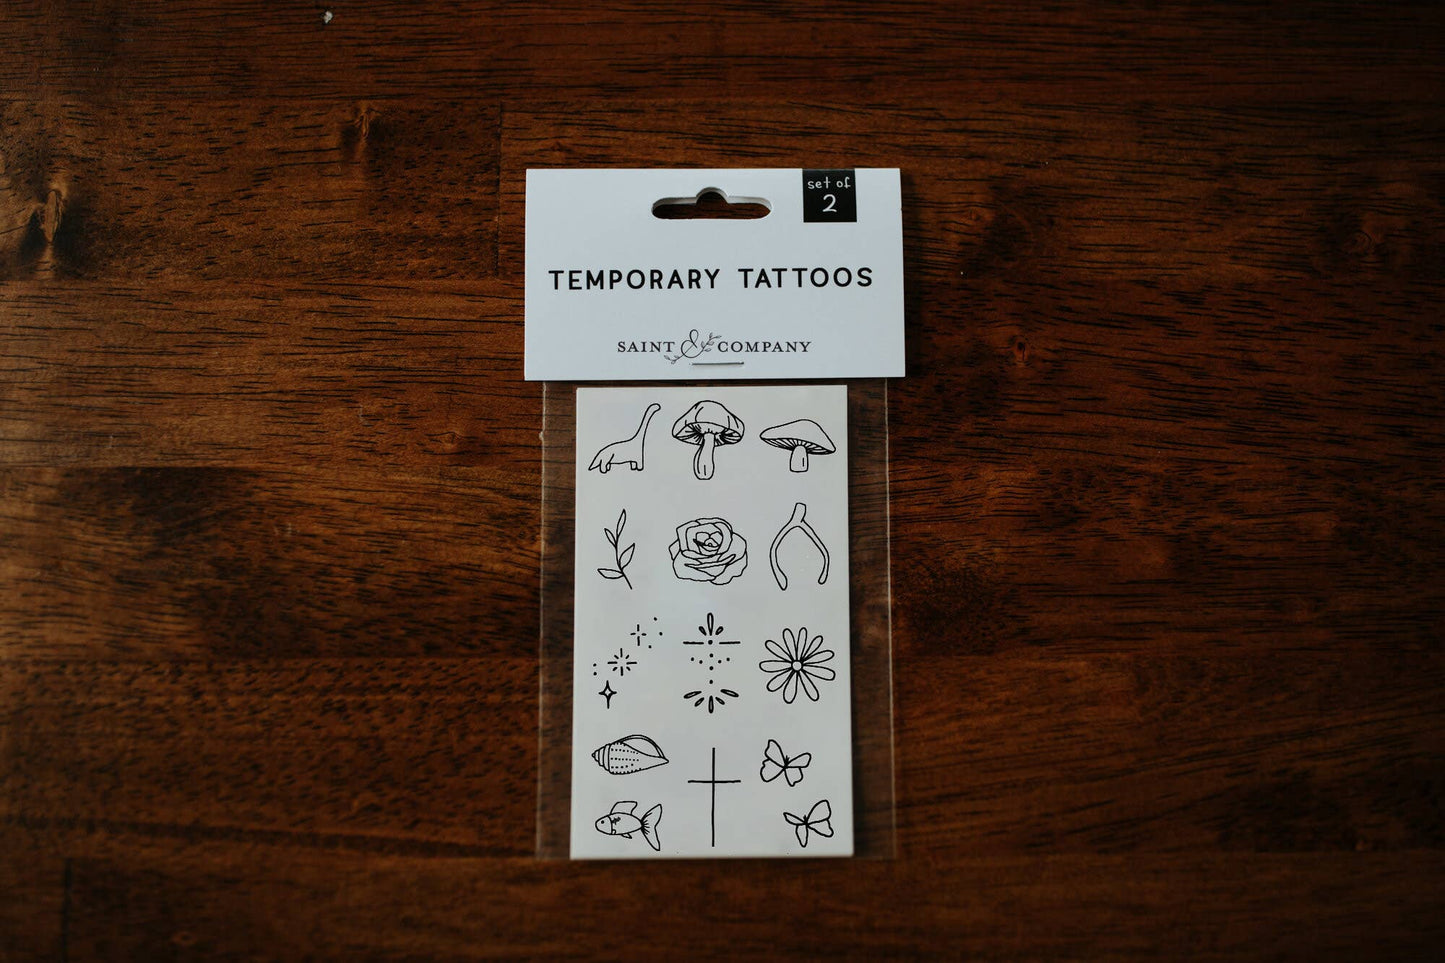 set of
2
TEMPORARY TATTOOS
SAINT & COMPANY